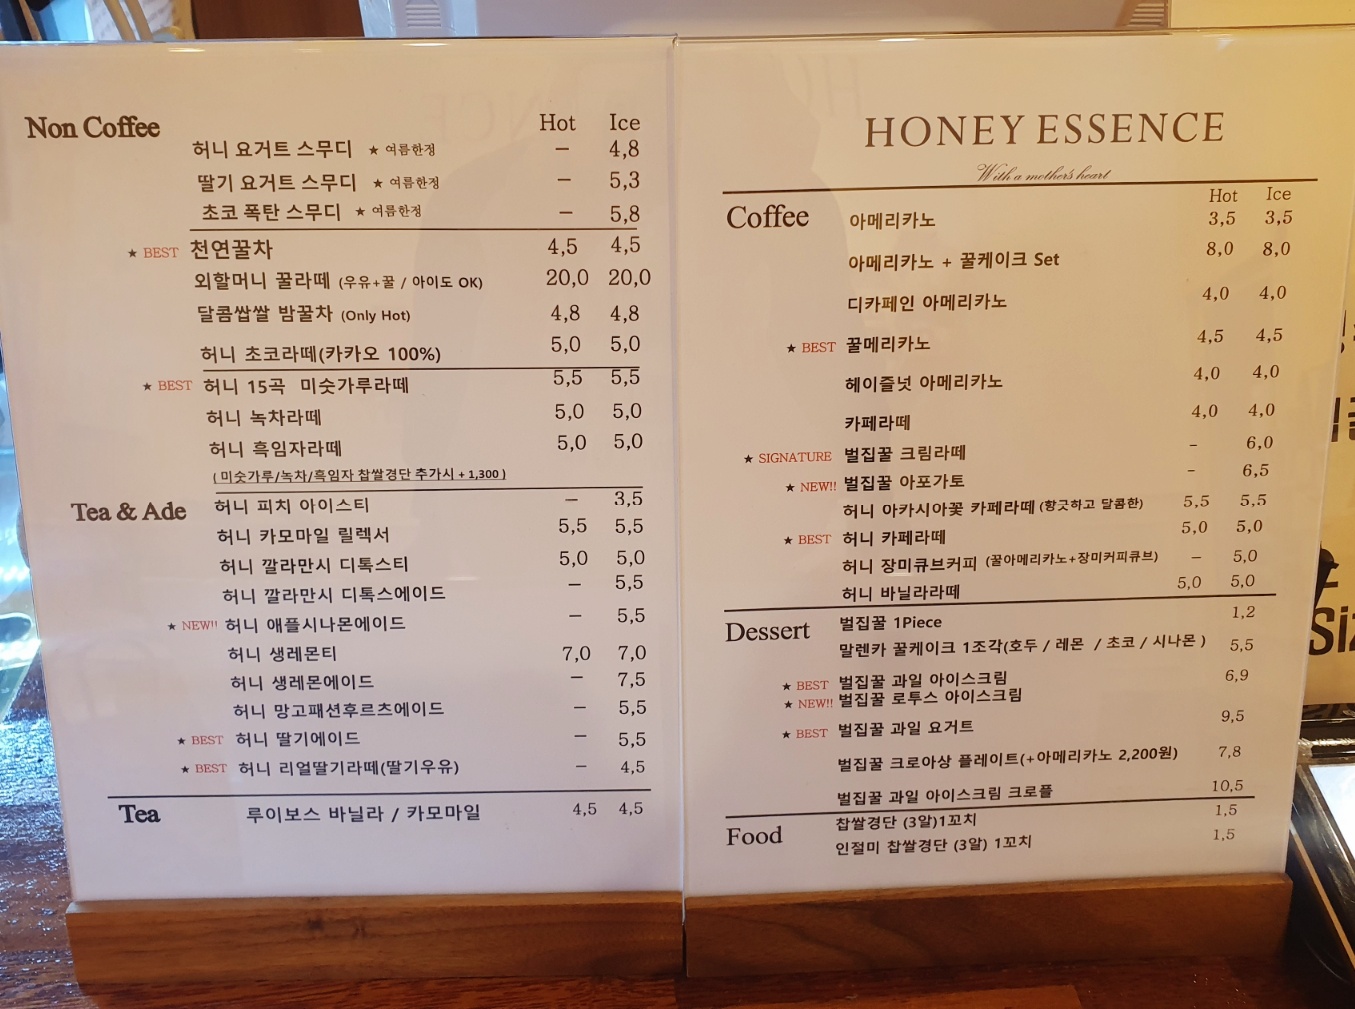 Non Coffee
Hot Ice
허니 요거트 스무디 ★ 여름한정 – 4,8
딸기 요거트 스무디 ★ 여름한정 – 5,3
초코 폭탄 스무디 ★ 여름한정 – 5,8
★ BEST 천연꿀차 4,5 4,5
외할머니 꿀라떼 (우유+꿀 / 아이도 OK) 20,0 20,0
달콤쌉쌀 밤꿀차 (Only Hot) 4,8 4,8
허니 초코라떼(카카오 100%) 5,0 5,0
★ BEST 허니 15곡 미숫가루라떼 5,5 5,5
허니 녹차라떼 5,0 5,0
허니 흑임자라떼 5,0 5,0
( 미숫가루/녹차/흑임자 찹쌀경단 추가시 + 1,300 )
Tea & Ade
허니 피치 아이스티 – 3,5
허니 카모마일 릴렉서 5,5 5,5
허니 깔라만시 디톡스티 5,0 5,0
허니 깔라만시 디톡스에이드 – 5,5
★ NEW!! 허니 애플시나몬에이드 – 5,5
허니 생레몬티 7,0 7,0
허니 생레몬에이드 – 7,5
허니 망고패션후르츠에이드 – 5,5
★ BEST 허니 딸기에이드 – 5,5
★ BEST 허니 리얼딸기라떼(딸기우유) – 4,5
Tea 루이보스 바닐라 / 카모마일 4,5 4,5
HONEY ESSENCE
With a mother's heart
Hot Ice
Coffee 아메리카노 3,5 3,5
아메리카노 + 꿀케이크 Set 8,0 8,0
디카페인 아메리카노 4,0 4,0
★ BEST 꿀메리카노 4,5 4,5
헤이즐넛 아메리카노 4,0 4,0
카페라떼 4,0 4,0
★ SIGNATURE 벌집꿀 크림라떼 – 6,0
★ NEW!! 벌집꿀 아포가토 – 6,5
허니 아카시아꽃 카페라떼 (향긋하고 달콤한) 5,5 5,5
★ BEST 허니 카페라떼 5,0 5,0
허니 장미큐브커피 (꿀아메리카노+장미커피큐브) – 5,0
허니 바닐라라떼 5,0 5,0
Dessert 벌집꿀 1Piece 1,2
말렌카 꿀케이크 1조각(호두 / 레몬 / 초코 / 시나몬 ) 5,5
★ BEST 벌집꿀 과일 아이스크림 6,9
★ NEW!! 벌집꿀 로투스 아이스크림
★ BEST 벌집꿀 과일 요거트 9,5
벌집꿀 크로아상 플레이트(+아메리카노 2,200원) 7,8
벌집꿀 과일 아이스크림 크로플 10,5
Food 찹쌀경단 (3알)1꼬치 1,5
인절미 찹쌀경단 (3알) 1꼬치 1,5